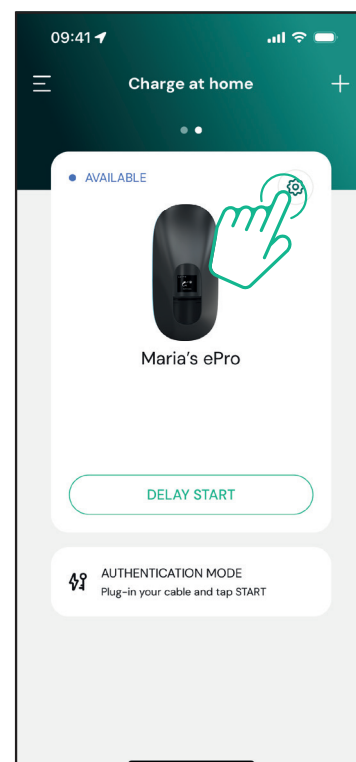 09:41
Charge at home
AVAILABLE
Maria's ePro
DELAY START
AUTHENTICATION MODE
Plug-in your cable and tap START